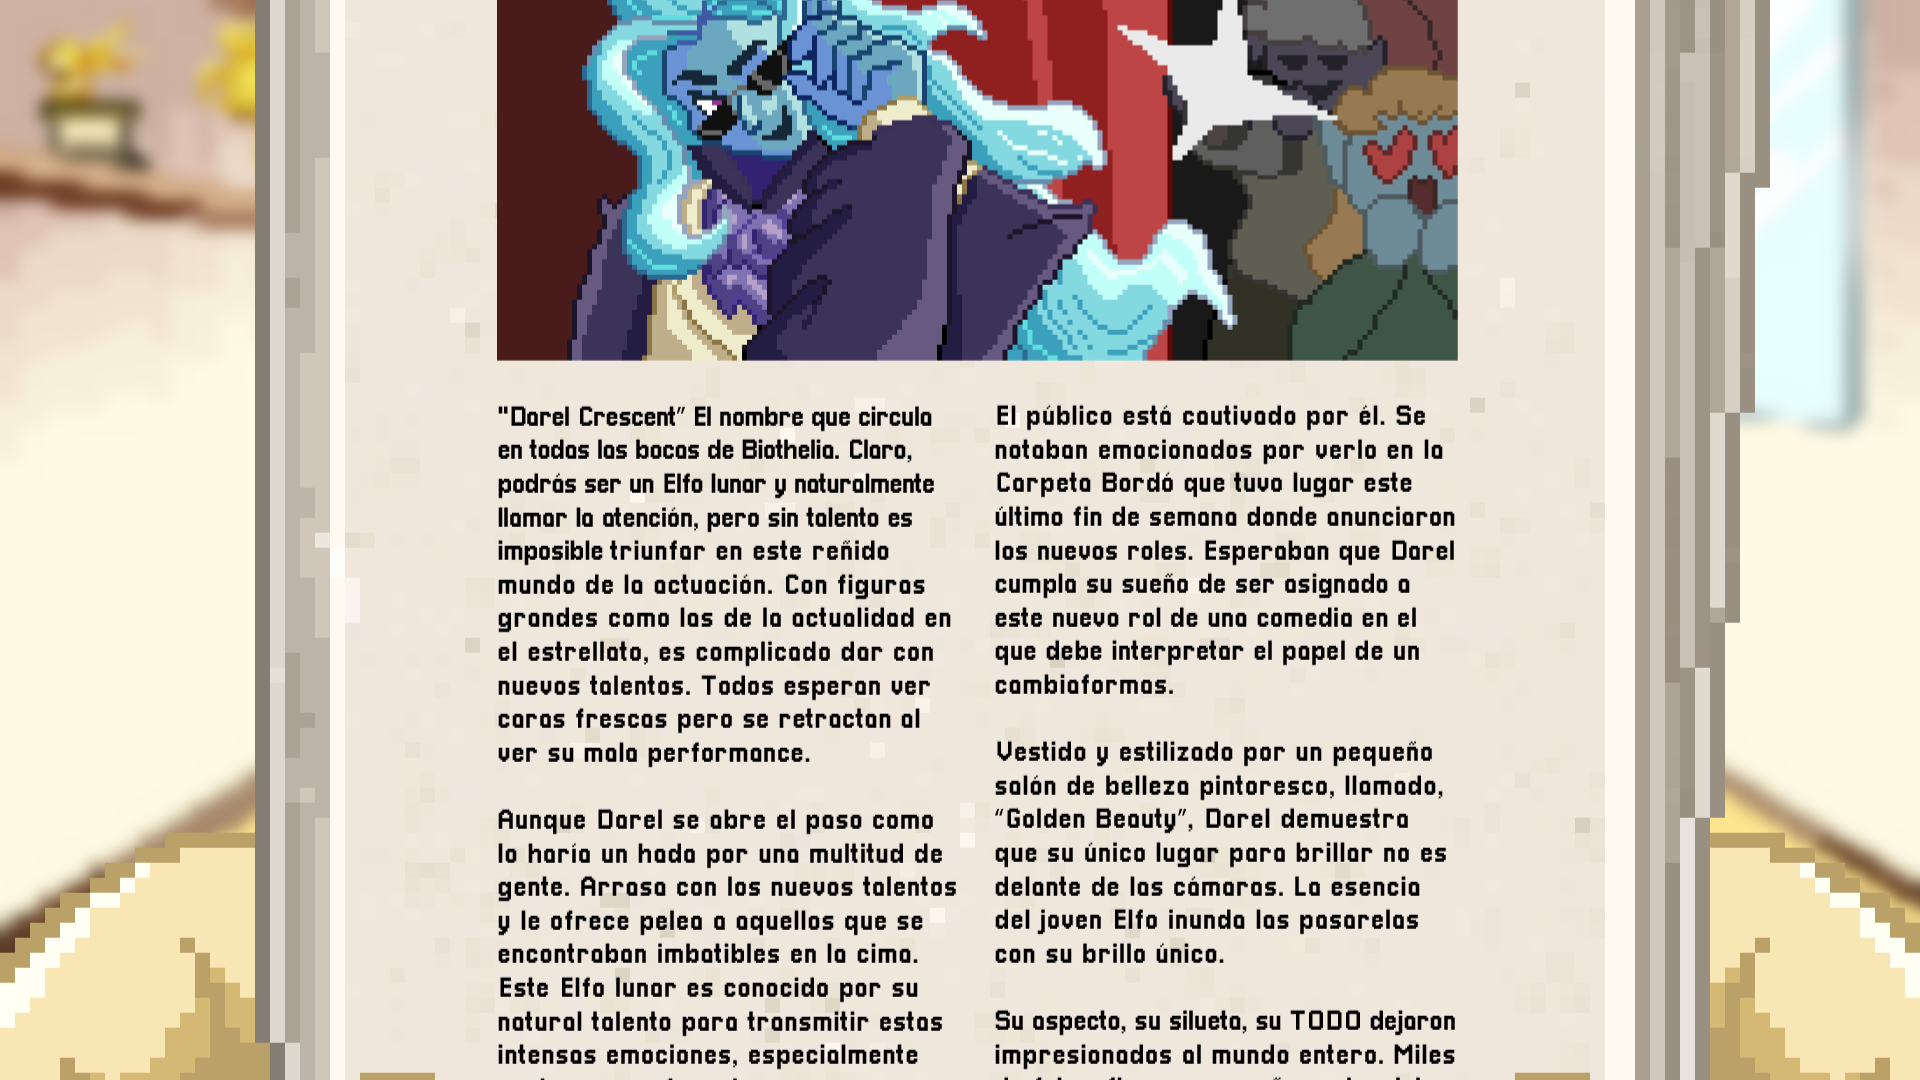 "Darel Crescent” El nombre que circula
en todas las bocas de Biothelia. Claro,
podrás ser un Elfo lunar y naturalmente
llamar la atención, pero sin talento es
imposible triunfar en este reñido
mundo de la actuación. Con figuras
grandes como las de la actualidad en
el estrellato, es complicado dar con
nuevos talentos. Todos esperan ver
caras frescas pero se retractan al
ver su mala performance.
Aunque Darel se abre el paso como
lo haría un hada por una multitud de
gente. Arrasa con los nuevos talentos
y le ofrece pelea a aquellos que se
encontraban imbatibles en la cima.
Este Elfo lunar es conocido por su
natural talento para transmitir estas
intensas emociones, especialmente
El público está cautivado por él. Se
notaban emocionados por verlo en la
Carpeta Bordó que tuvo lugar este
último fin de semana donde anunciaron
los nuevos roles. Esperaban que Darel
cumpla su sueño de ser asignado a
este nuevo rol de una comedia en el
que debe interpretar el papel de un
cambiaformas.
Vestido y estilizado por un pequeño
salón de belleza pintoresco, llamado,
“Golden Beauty”, Darel demuestra
que su único lugar para brillar no es
delante de las cámaras. La esencia
del joven Elfo inunda las pasarelas
con su brillo único.
Su aspecto, su silueta, su TODO dejaron
impresionados al mundo entero. Miles